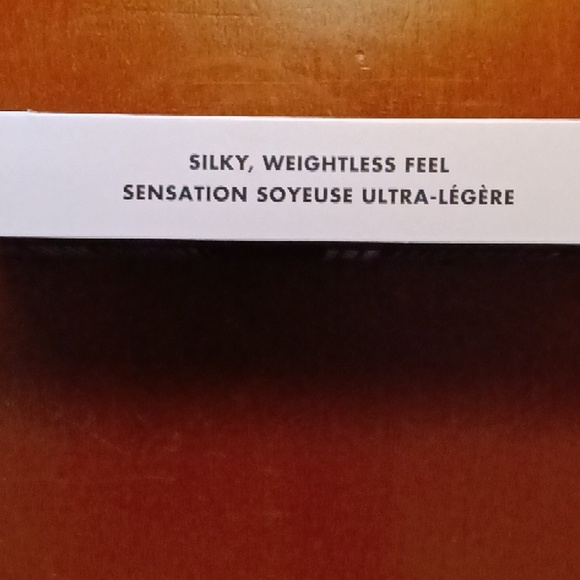 SILKY, WEIGHTLESS FEEL
SENSATION SOYEUSE ULTRA-LÉGÈRE